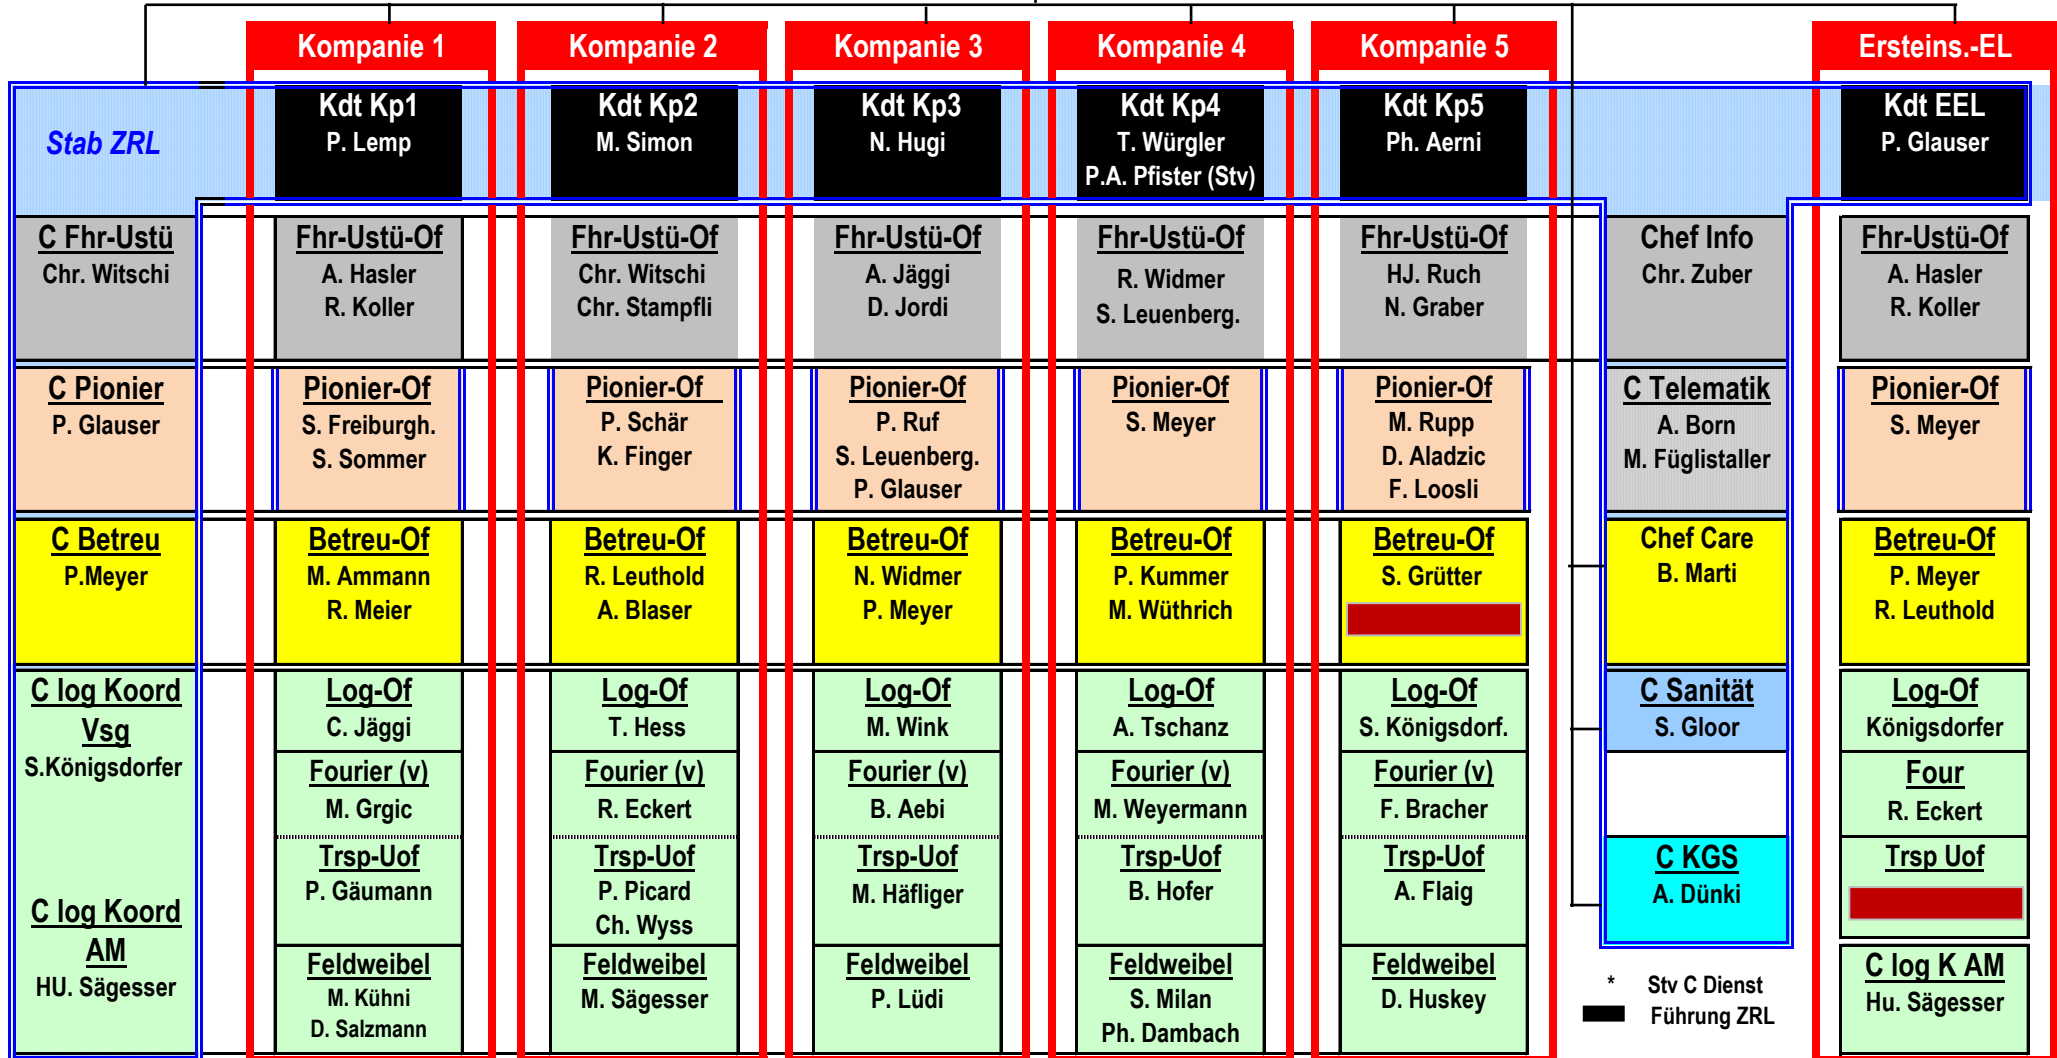 Kompanie 1
Kompanie 2
Kompanie 3
Kompanie 4
Kompanie 5
Ersteins.-EL
Stab ZRL
Kdt Kp1
P. Lemp
Kdt Kp2
M. Simon
Kdt Kp3
N. Hugi
Kdt Kp4
T. Würgler
P.A. Pfister (Stv)
Kdt Kp5
Ph. Aerni
Kdt EEL
P. Glauser
C Fhr-Ustü
Chr. Witschi
Fhr-Ustü-Of
A. Hasler
R. Koller
Fhr-Ustü-Of
Chr. Witschi
Chr. Stampfli
Fhr-Ustü-Of
A. Jäggi
D. Jordi
Fhr-Ustü-Of
R. Widmer
S. Leuenberg.
Fhr-Ustü-Of
HJ. Ruch
N. Graber
Chef Info
Chr. Zuber
Fhr-Ustü-Of
A. Hasler
R. Koller
C Pionier
P. Glauser
Pionier-Of
S. Freiburgh.
S. Sommer
Pionier-Of
P. Schär
K. Finger
Pionier-Of
P. Ruf
S. Leuenberg.
P. Glauser
Pionier-Of
S. Meyer
Pionier-Of
M. Rupp
D. Aladzic
F. Loosli
C Telematik
A. Born
M. Füglistaller
Pionier-Of
S. Meyer
C Betreu
P.Meyer
Betreu-Of
M. Ammann
R. Meier
Betreu-Of
R. Leuthold
A. Blaser
Betreu-Of
N. Widmer
P. Meyer
Betreu-Of
P. Kummer
M. Wüthrich
Betreu-Of
S. Grütter
Chef Care
B. Marti
Betreu-Of
P. Meyer
R. Leuthold
C log Koord
Vsg
S.Königsdorfer
Log-Of
C. Jäggi
Log-Of
T. Hess
Log-Of
M. Wink
Log-Of
A. Tschanz
Log-Of
S. Königsdorf.
C Sanität
S. Gloor
Log-Of
Königsdorfer
Fourier (v)
M. Grgic
Fourier (v)
R. Eckert
Fourier (v)
B. Aebi
Fourier (v)
M. Weyermann
Fourier (v)
F. Bracher
Four
R. Eckert
C log Koord
AM
HU. Sägesser
Trsp-Uof
P. Gäumann
Trsp-Uof
P. Picard
Ch. Wyss
Trsp-Uof
M. Häfliger
Trsp-Uof
B. Hofer
Trsp-Uof
A. Flaig
C KGS
A. Dünki
Trsp Uof
Feldweibel
M. Kühni
D. Salzmann
Feldweibel
M. Sägesser
Feldweibel
P. Lüdi
Feldweibel
S. Milan
Ph. Dambach
Feldweibel
D. Huskey
* Stv C Dienst
Führung ZRL
C log K AM
Hu. Sägesser